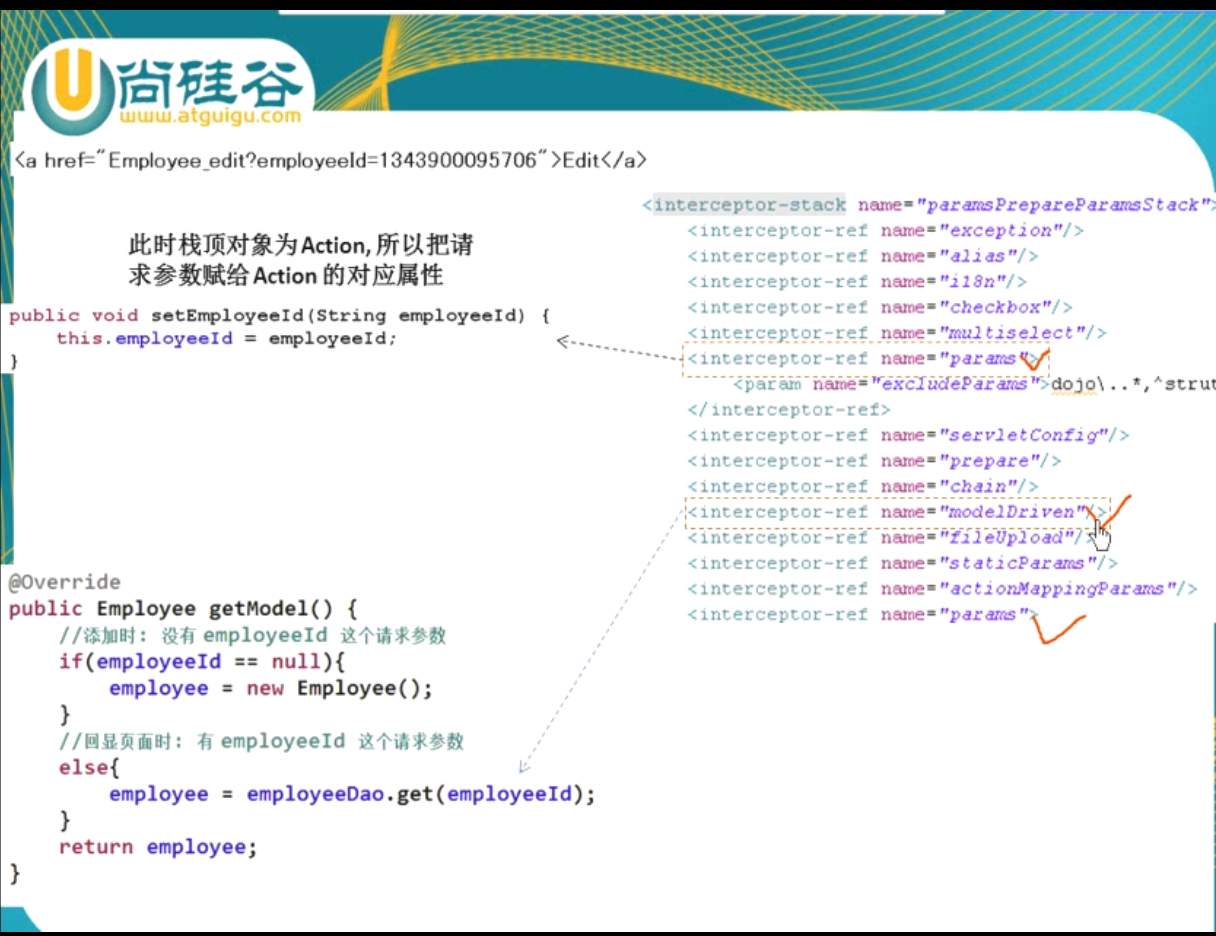 尚硅谷
www.atguigu.com
<a href="Employee_edit?employeeId=1343900095706">Edit</a>
此时栈顶对象为Action, 所以把请
求参数赋给 Action 的对应属性
public void setEmployeeId(String employeeId) {
this.employeeId = employeeId;
}
@Override
public Employee getModel() {
//添加时: 没有 employeeId 这个请求参数
if(employeeId == null){
employee = new Employee();
}
//回显页面时: 有 employeeId 这个请求参数
else{
employee = employeeDao.get(employeeId);
}
return employee;
}
<interceptor-stack name="paramsPrepareParamsStack">
<interceptor-ref name="exception"/>
<interceptor-ref name="alias"/>
<interceptor-ref name="i18n"/>
<interceptor-ref name="checkbox"/>
<interceptor-ref name="multiselect"/>
<interceptor-ref name="params">
<param name="excludeParams">dojo\..*,^strut
</interceptor-ref>
<interceptor-ref name="servletConfig"/>
<interceptor-ref name="prepare"/>
<interceptor-ref name="chain"/>
<interceptor-ref name="modelDriven"/>
<interceptor-ref name="fileUpload"/>
<interceptor-ref name="staticParams"/>
<interceptor-ref name="actionMappingParams"/>
<interceptor-ref name="params">